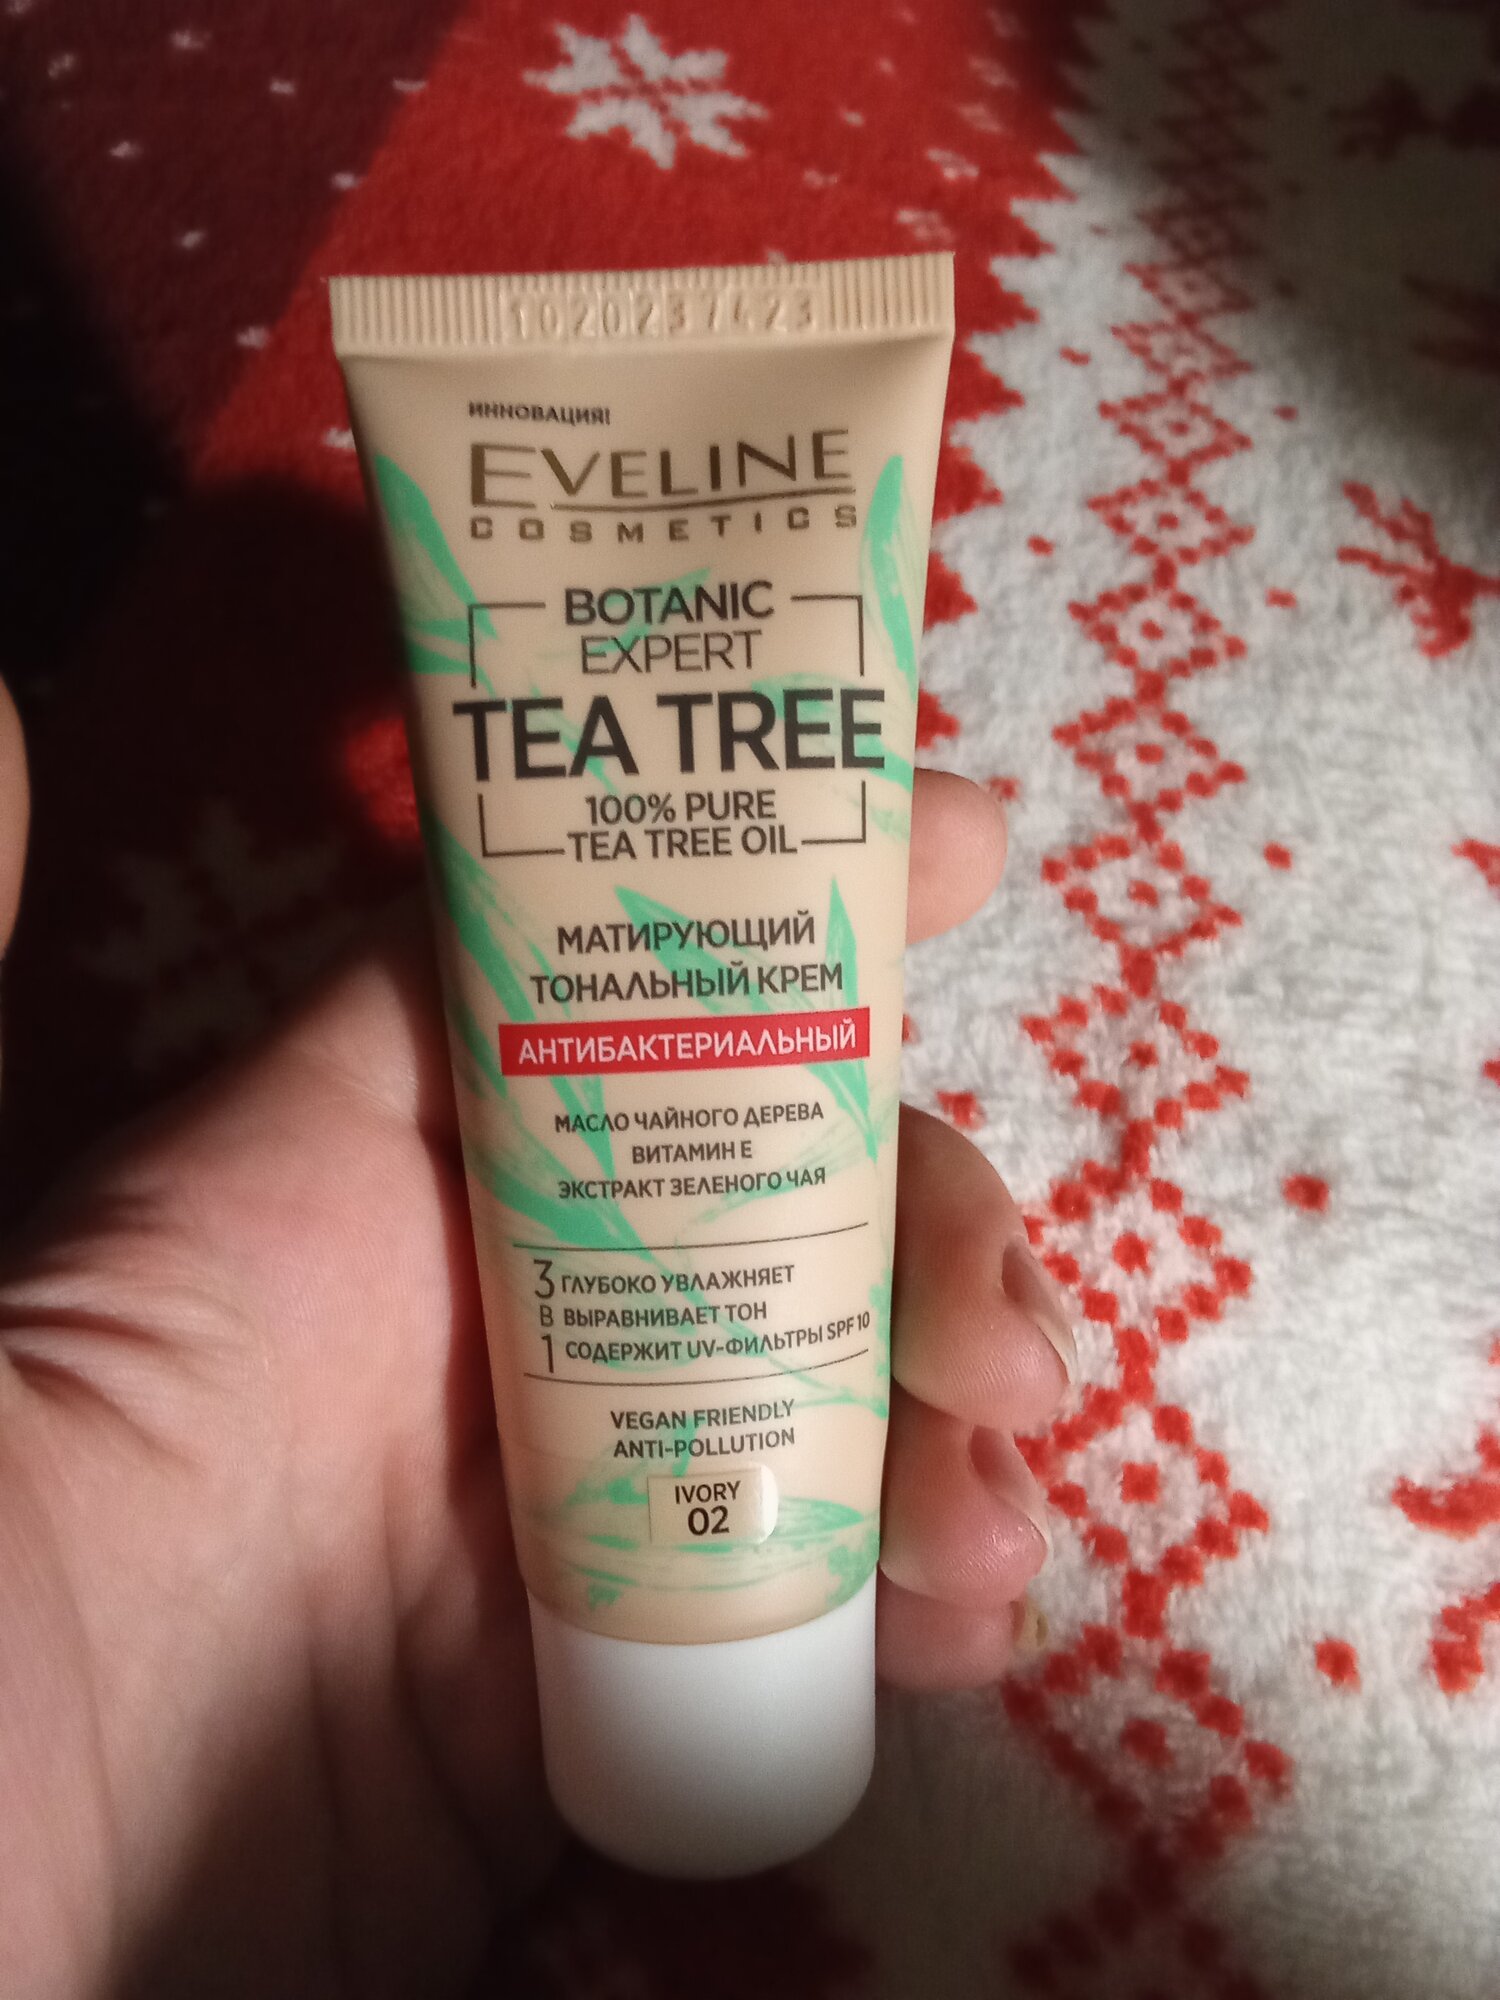 1020237423
ИННОВАЦИЯ!
EVELINE
COSMETICS
BOTANIC
EXPERT
TEA TREE
100% PURE
TEA TREE OIL
МАТИРУЮЩИЙ
ТОНАЛЬНЫЙ КРЕМ
АНТИБАКТЕРИАЛЬНЫЙ
МАСЛО ЧАЙНОГО ДЕРЕВА
ВИТАМИН Е
ЭКСТРАКТ ЗЕЛЕНОГО ЧАЯ
3 ГЛУБОКО УВЛАЖНЯЕТ
В ВЫРАВНИВАЕТ ТОН
1 СОДЕРЖИТ UV-ФИЛЬТРЫ SPF 10
VEGAN FRIENDLY
ANTI-POLLUTION
IVORY
02